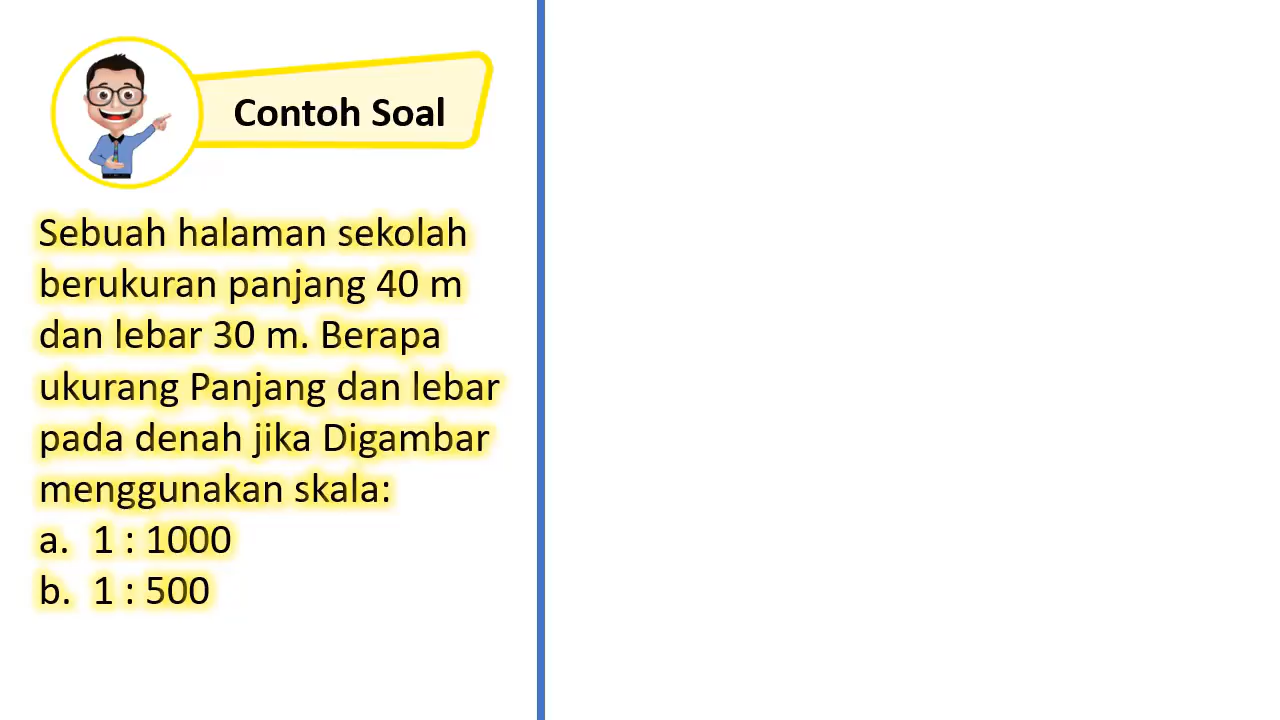 Contoh Soal
Sebuah halaman sekolah
berukuran panjang 40 m
dan lebar 30 m. Berapa
ukurang Panjang dan lebar
pada denah jika Digambar
menggunakan skala:
a. 1 : 1000
b. 1 : 500